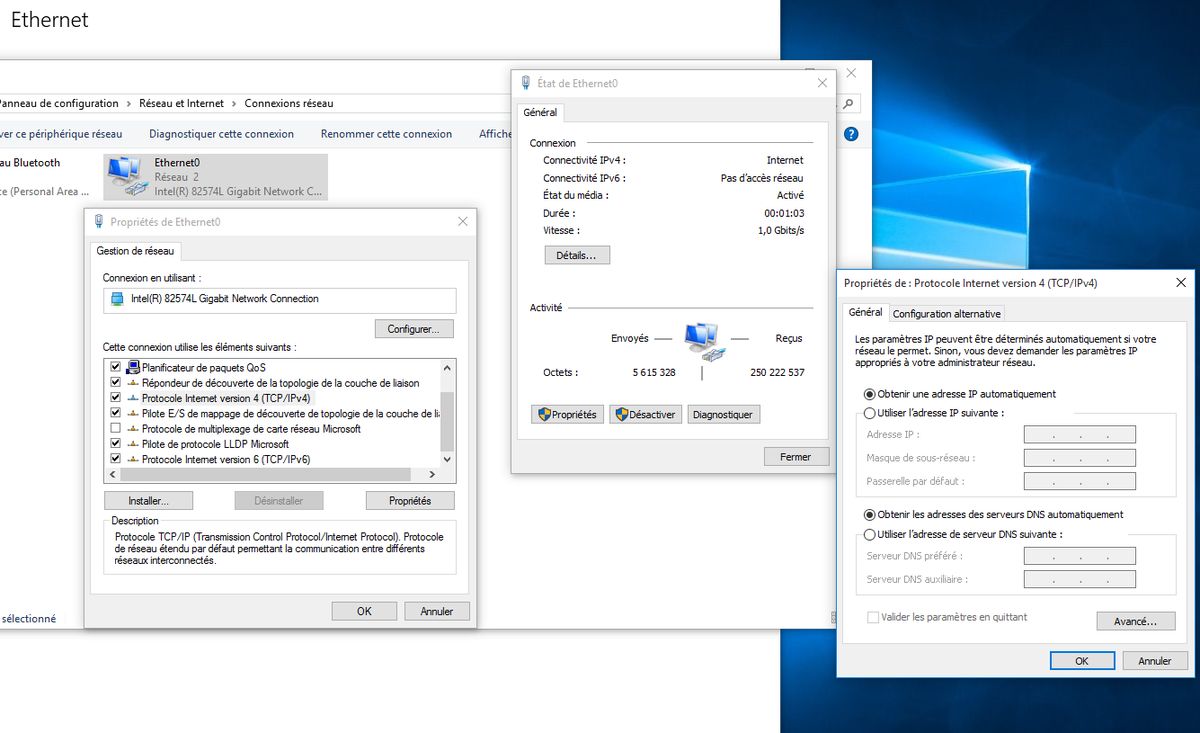 Ethernet
Panneau de configuration > Réseau et Internet > Connexions réseau
ver ce périphérique réseau Diagnostiquer cette connexion Renommer cette connexion Affiche
au Bluetooth
ce (Personal Area ...
Ethernet0
Réseau 2
Intel(R) 82574L Gigabit Network C...
sélectionné
Propriétés de Ethernet0
Gestion de réseau
Connexion en utilisant :
Intel(R) 82574L Gigabit Network Connection
Configurer...
Cette connexion utilise les éléments suivants :
Planificateur de paquets QoS
Répondeur de découverte de la topologie de la couche de liaison
Protocole Internet version 4 (TCP/IPv4)
Pilote E/S de mappage de découverte de topologie de la couche de li
Protocole de multiplexage de carte réseau Microsoft
Pilote de protocole LLDP Microsoft
Protocole Internet version 6 (TCP/IPv6)
Installer... Désinstaller Propriétés
Description
Protocole TCP/IP (Transmission Control Protocol/Internet Protocol). Protocole
de réseau étendu par défaut permettant la communication entre différents
réseaux interconnectés.
OK Annuler
État de Ethernet0
Général
Connexion
Connectivité IPv4 : Internet
Connectivité IPv6 : Pas d'accès réseau
État du média : Activé
Durée : 00:01:03
Vitesse : 1,0 Gbits/s
Détails...
Activité
Envoyés — — Reçus
Octets : 5 615 328 | 250 222 537
Propriétés Désactiver Diagnostiquer
Fermer
?
Propriétés de : Protocole Internet version 4 (TCP/IPv4)
Général Configuration alternative
Les paramètres IP peuvent être déterminés automatiquement si votre
réseau le permet. Sinon, vous devez demander les paramètres IP
appropriés à votre administrateur réseau.
Obtenir une adresse IP automatiquement
Utiliser l'adresse IP suivante :
Adresse IP : . . .
Masque de sous-réseau : . . .
Passerelle par défaut : . . .
Obtenir les adresses des serveurs DNS automatiquement
Utiliser l'adresse de serveur DNS suivante :
Serveur DNS préféré : . . .
Serveur DNS auxiliaire : . . .
Valider les paramètres en quittant
Avancé...
OK Annuler